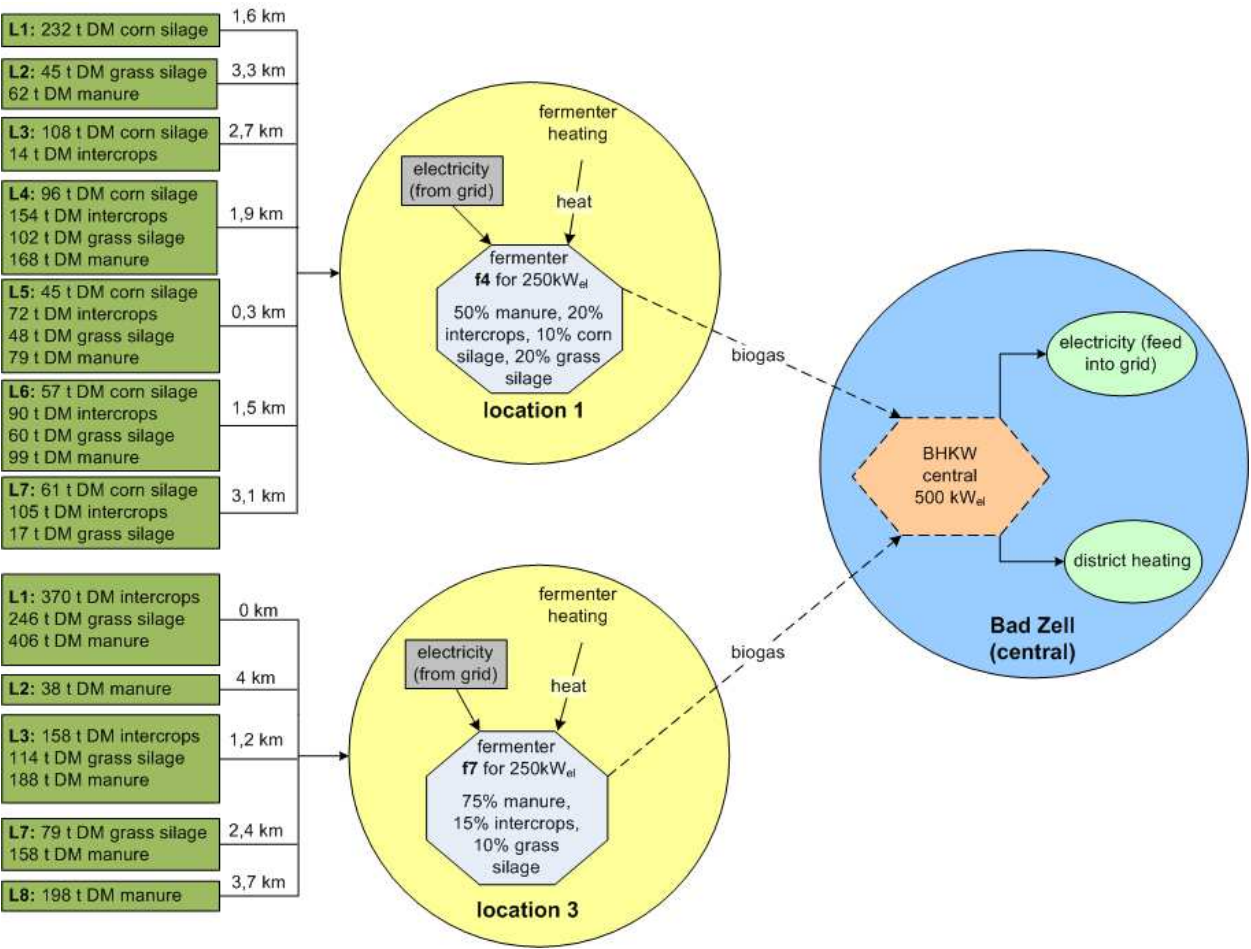 L1: 232 t DM corn silage
1,6 km
L2: 45 t DM grass silage
62 t DM manure
3,3 km
L3: 108 t DM corn silage
14 t DM intercrops
2,7 km
L4: 96 t DM corn silage
154 t DM intercrops
102 t DM grass silage
168 t DM manure
1,9 km
L5: 45 t DM corn silage
72 t DM intercrops
48 t DM grass silage
79 t DM manure
0,3 km
L6: 57 t DM corn silage
90 t DM intercrops
60 t DM grass silage
99 t DM manure
1,5 km
L7: 61 t DM corn silage
105 t DM intercrops
17 t DM grass silage
3,1 km
fermenter
heating
electricity
(from grid)
heat
fermenter
f4 for 250kWel
50% manure, 20%
intercrops, 10% corn
silage, 20% grass
silage
location 1
biogas
L1: 370 t DM intercrops
246 t DM grass silage
406 t DM manure
0 km
L2: 38 t DM manure
4 km
L3: 158 t DM intercrops
114 t DM grass silage
188 t DM manure
1,2 km
L7: 79 t DM grass silage
158 t DM manure
2,4 km
L8: 198 t DM manure
3,7 km
fermenter
heating
electricity
(from grid)
heat
fermenter
f7 for 250kWel
75% manure,
15% intercrops,
10% grass
silage
location 3
biogas
electricity (feed
into grid)
BHKW
central
500 kWel
district heating
Bad Zell
(central)